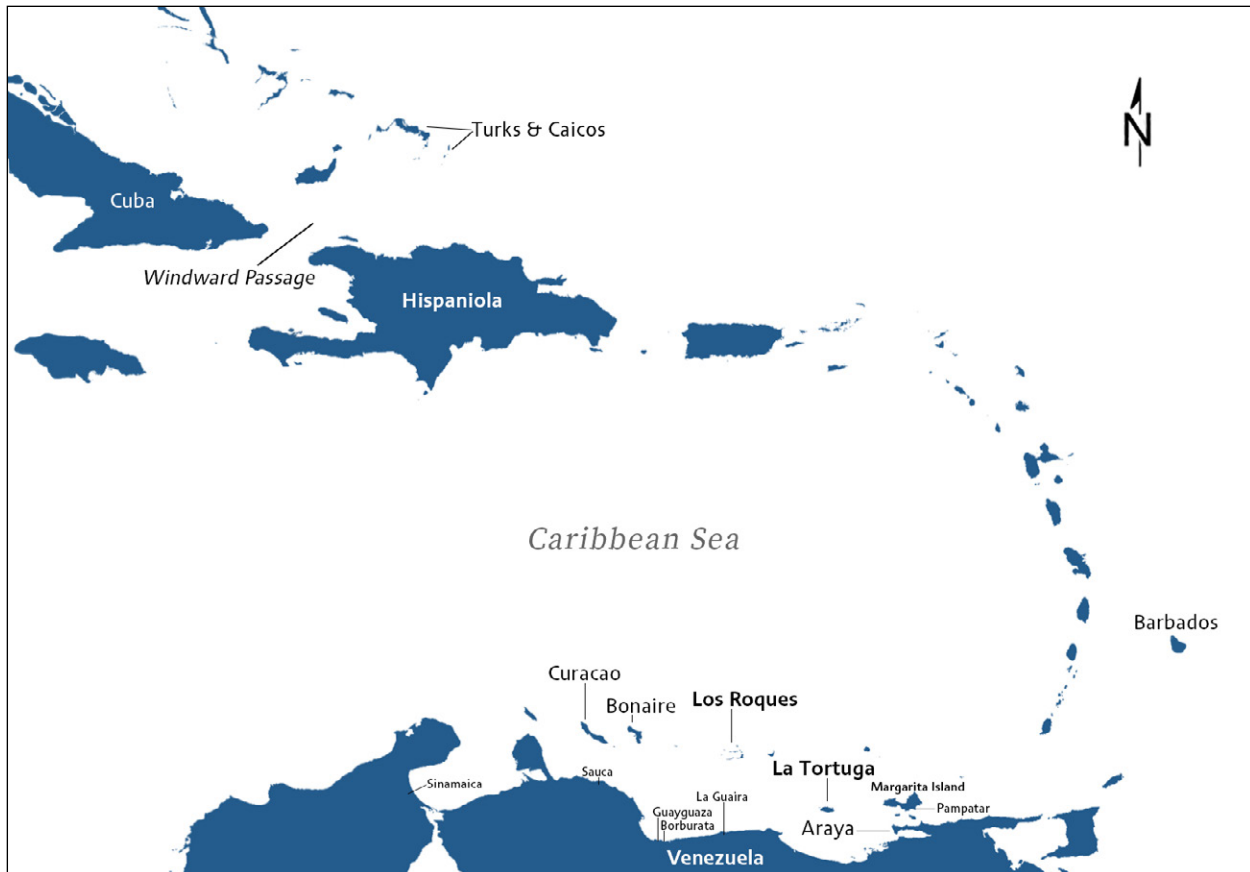 N
Turks & Caicos
Cuba
Windward Passage
Hispaniola
Caribbean Sea
Barbados
Curacao
Bonaire
Los Roques
La Tortuga
Margarita Island
Sauca
Sinamaica
La Guaira
Pampatar
Guayguaza
Borburata
Araya
Venezuela